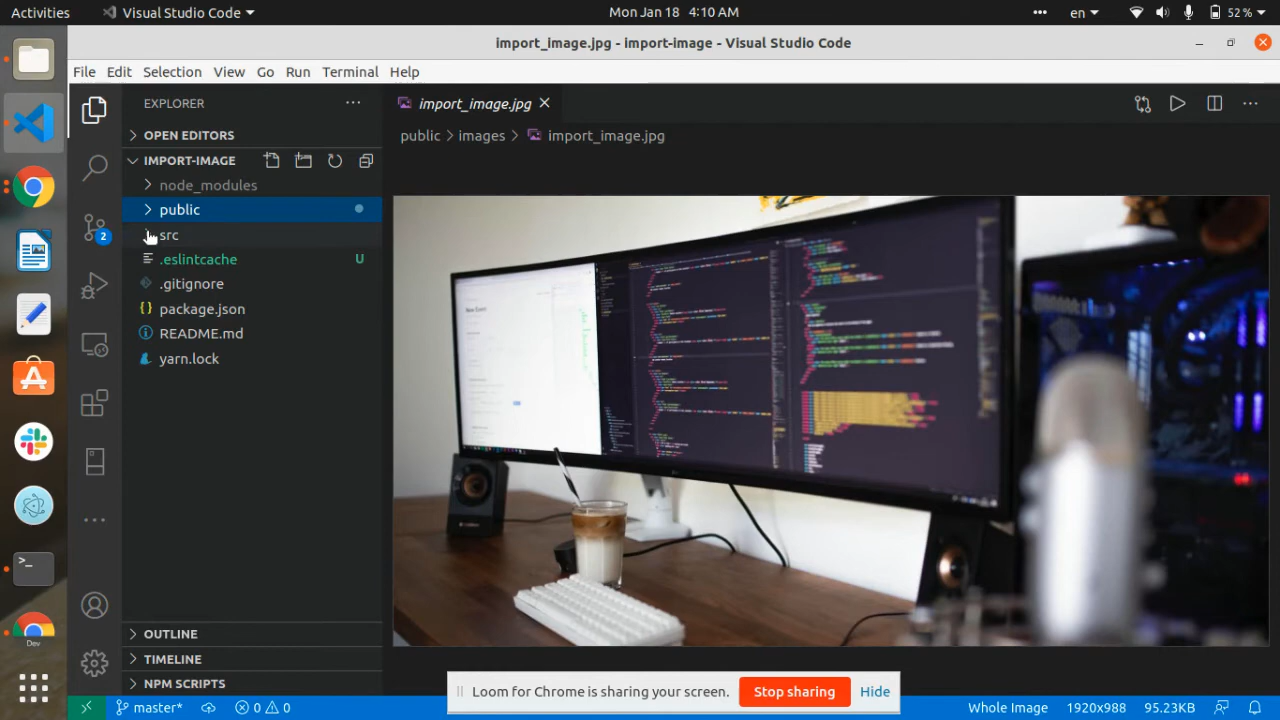 Activities
Visual Studio Code
Mon Jan 18 4:10 AM
en
52 %
import_image.jpg - import-image - Visual Studio Code
File Edit Selection View Go Run Terminal Help
EXPLORER
import_image.jpg
OPEN EDITORS
public > images > import_image.jpg
IMPORT-IMAGE
node_modules
public
src
2
.eslintcache U
.gitignore
package.json
README.md
yarn.lock
OUTLINE
TIMELINE
NPM SCRIPTS
Dev
Loom for Chrome is sharing your screen. Stop sharing Hide
master* 0 0 Whole Image 1920x988 95.23KB